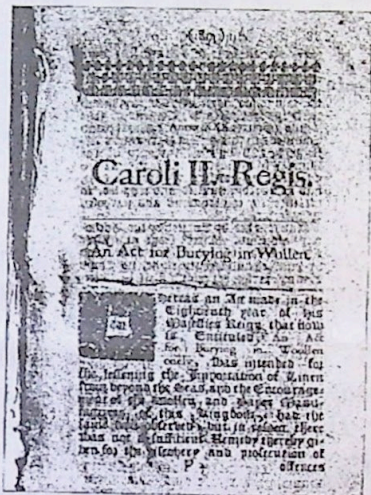 Caroli II. Regis.
An Act for Burying in Wollen.
Whereas an Act made in the
Eighteenth year of his
Majesties Reign, that now
is Entituled, An Act
for Burying in Woollen
onely, was intended for
the lessening the Importation of Linen
from beyond the Seas, and the Encourage-
ment of the Woollen and Paper Manu-
factures of this Kingdom, had the
same been observed; but in respect there
was not a sufficient Remedy thereby gi-
ven for the discovery and prosecution of
P offences